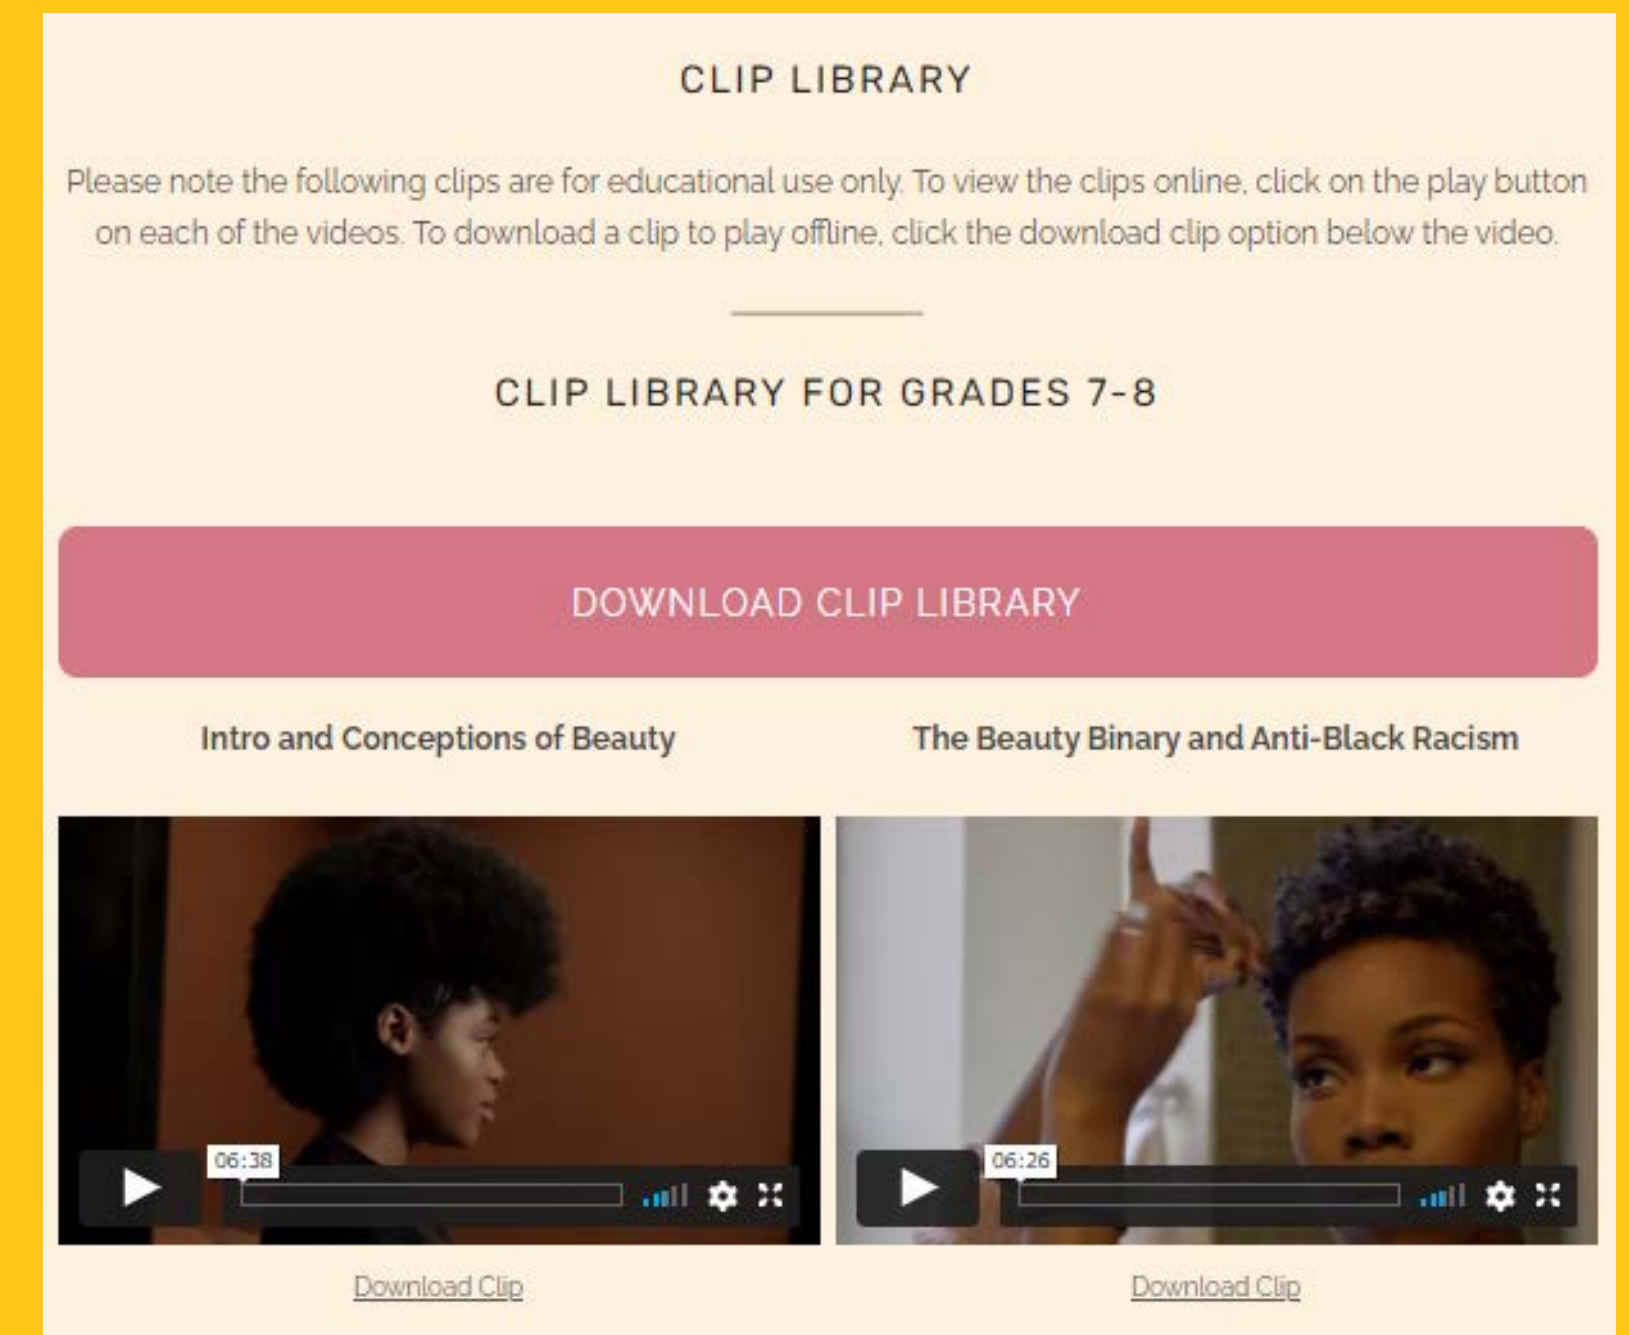 CLIP LIBRARY
Please note the following clips are for educational use only. To view the clips online, click on the play button
on each of the videos. To download a clip to play offline, click the download clip option below the video.
CLIP LIBRARY FOR GRADES 7-8
DOWNLOAD CLIP LIBRARY
Intro and Conceptions of Beauty
The Beauty Binary and Anti-Black Racism
06:38
06:26
Download Clip
Download Clip